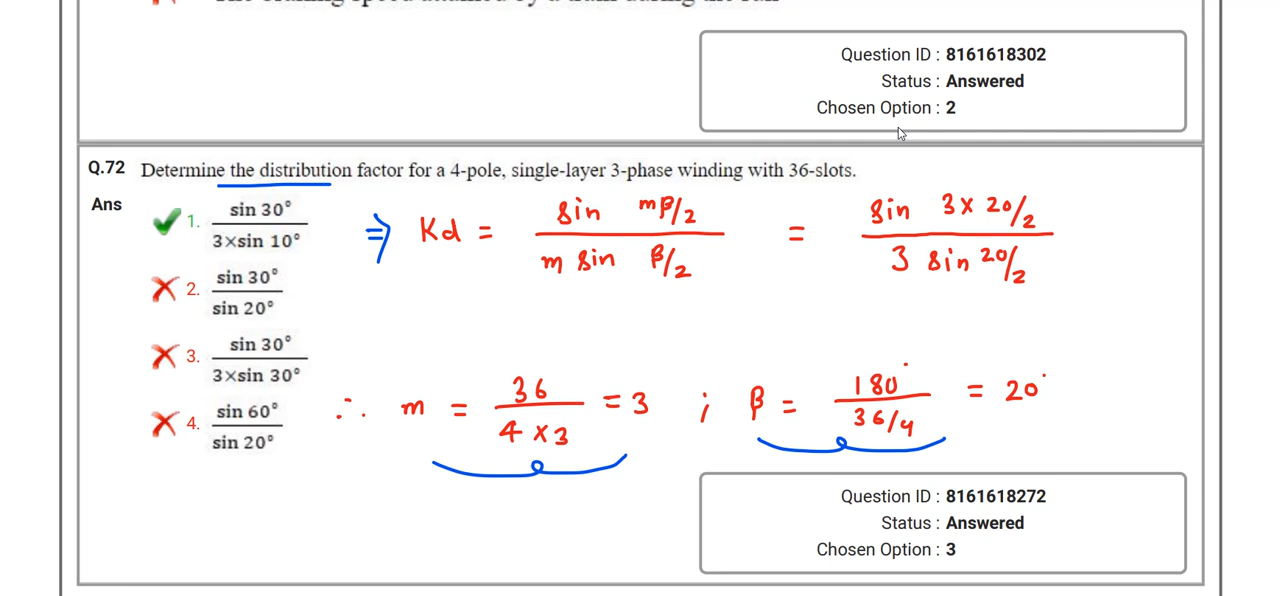 Question ID : 8161618302
Status : Answered
Chosen Option : 2
Q.72 Determine the distribution factor for a 4-pole, single-layer 3-phase winding with 36-slots.
Ans
1. sin 30° / 3×sin 10°
⇒ Kd = sin mβ/2 / m sin β/2 = sin 3 × 20/2 / 3 sin 20/2
2. sin 30° / sin 20°
3. sin 30° / 3×sin 30°
4. sin 60° / sin 20°
∴ m = 36 / 4 × 3 = 3 ; β = 180° / 36/4 = 20°
Question ID : 8161618272
Status : Answered
Chosen Option : 3